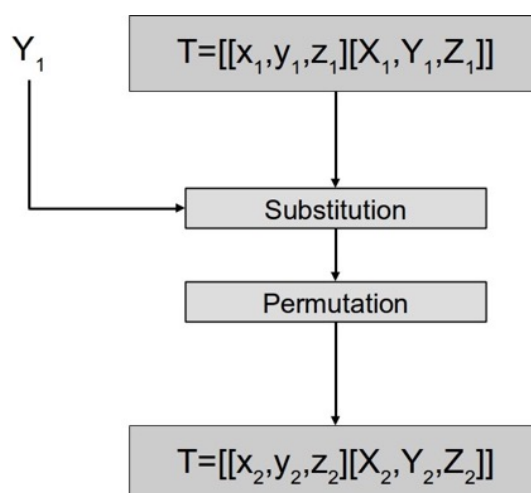 Y₁
T=[[x₁,y₁,z₁][X₁,Y₁,Z₁]]
Substitution
Permutation
T=[[x₂,y₂,z₂][X₂,Y₂,Z₂]]